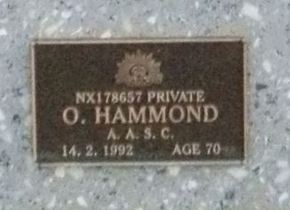 NX178657 PRIVATE
O. HAMMOND
A. A. S. C.
14. 2. 1992 AGE 70